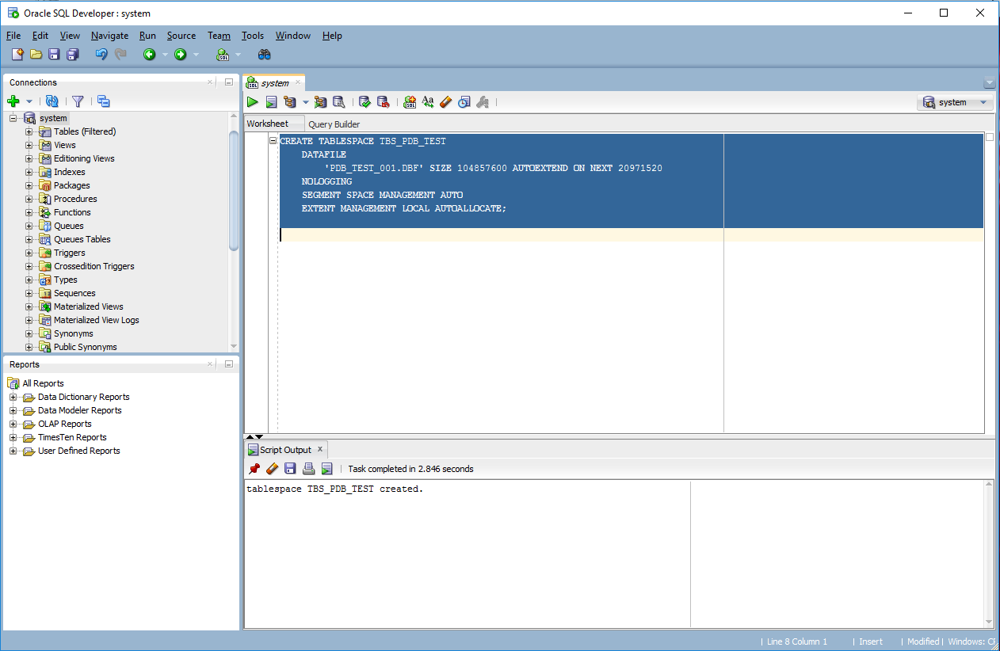 Oracle SQL Developer : system
File Edit View Navigate Run Source Team Tools Window Help
Connections
system
Tables (Filtered)
Views
Editioning Views
Indexes
Packages
Procedures
Functions
Queues
Queues Tables
Triggers
Crossedition Triggers
Types
Sequences
Materialized Views
Materialized View Logs
Synonyms
Public Synonyms
Reports
All Reports
Data Dictionary Reports
Data Modeler Reports
OLAP Reports
TimesTen Reports
User Defined Reports
system
system
Worksheet Query Builder
CREATE TABLESPACE TBS_PDB_TEST
DATAFILE
'PDB_TEST_001.DBF' SIZE 104857600 AUTOEXTEND ON NEXT 20971520
NOLOGGING
SEGMENT SPACE MANAGEMENT AUTO
EXTENT MANAGEMENT LOCAL AUTOALLOCATE;
Script Output
Task completed in 2.846 seconds
tablespace TBS_PDB_TEST created.
| Line 8 Column 1 | Insert | Modified | Windows: